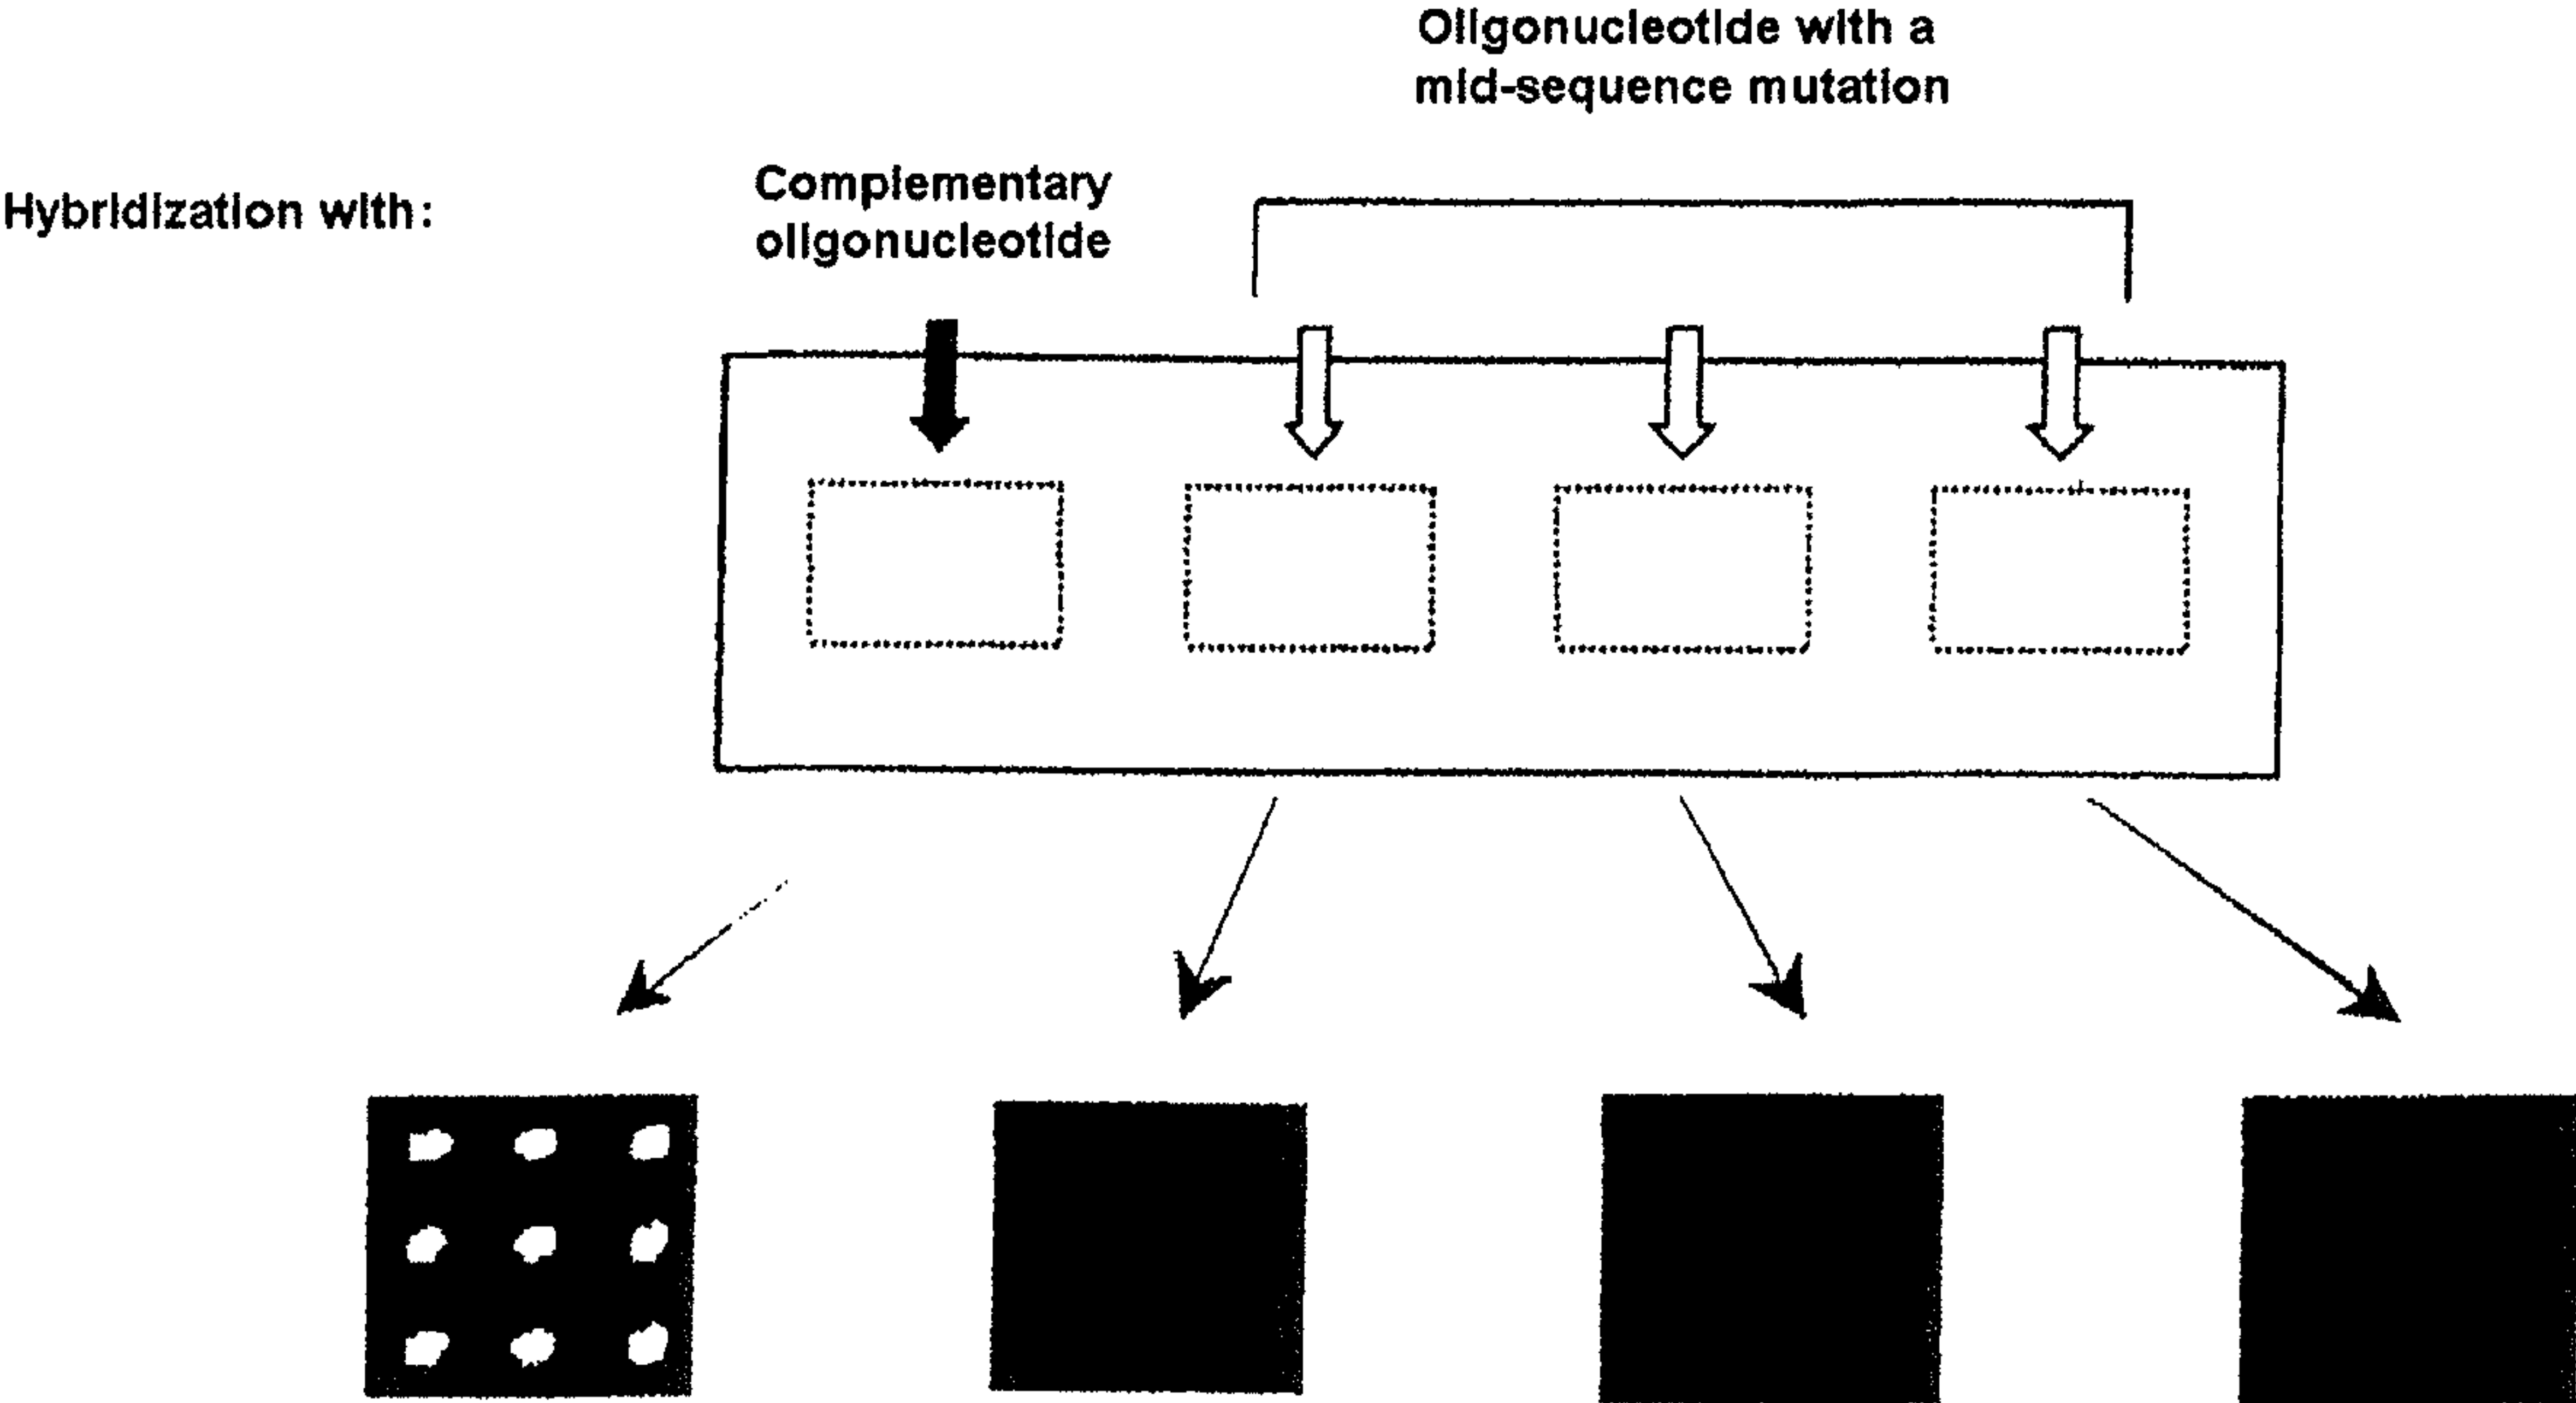 Oligonucleotide with a
mid-sequence mutation
Hybridization with:
Complementary
oligonucleotide